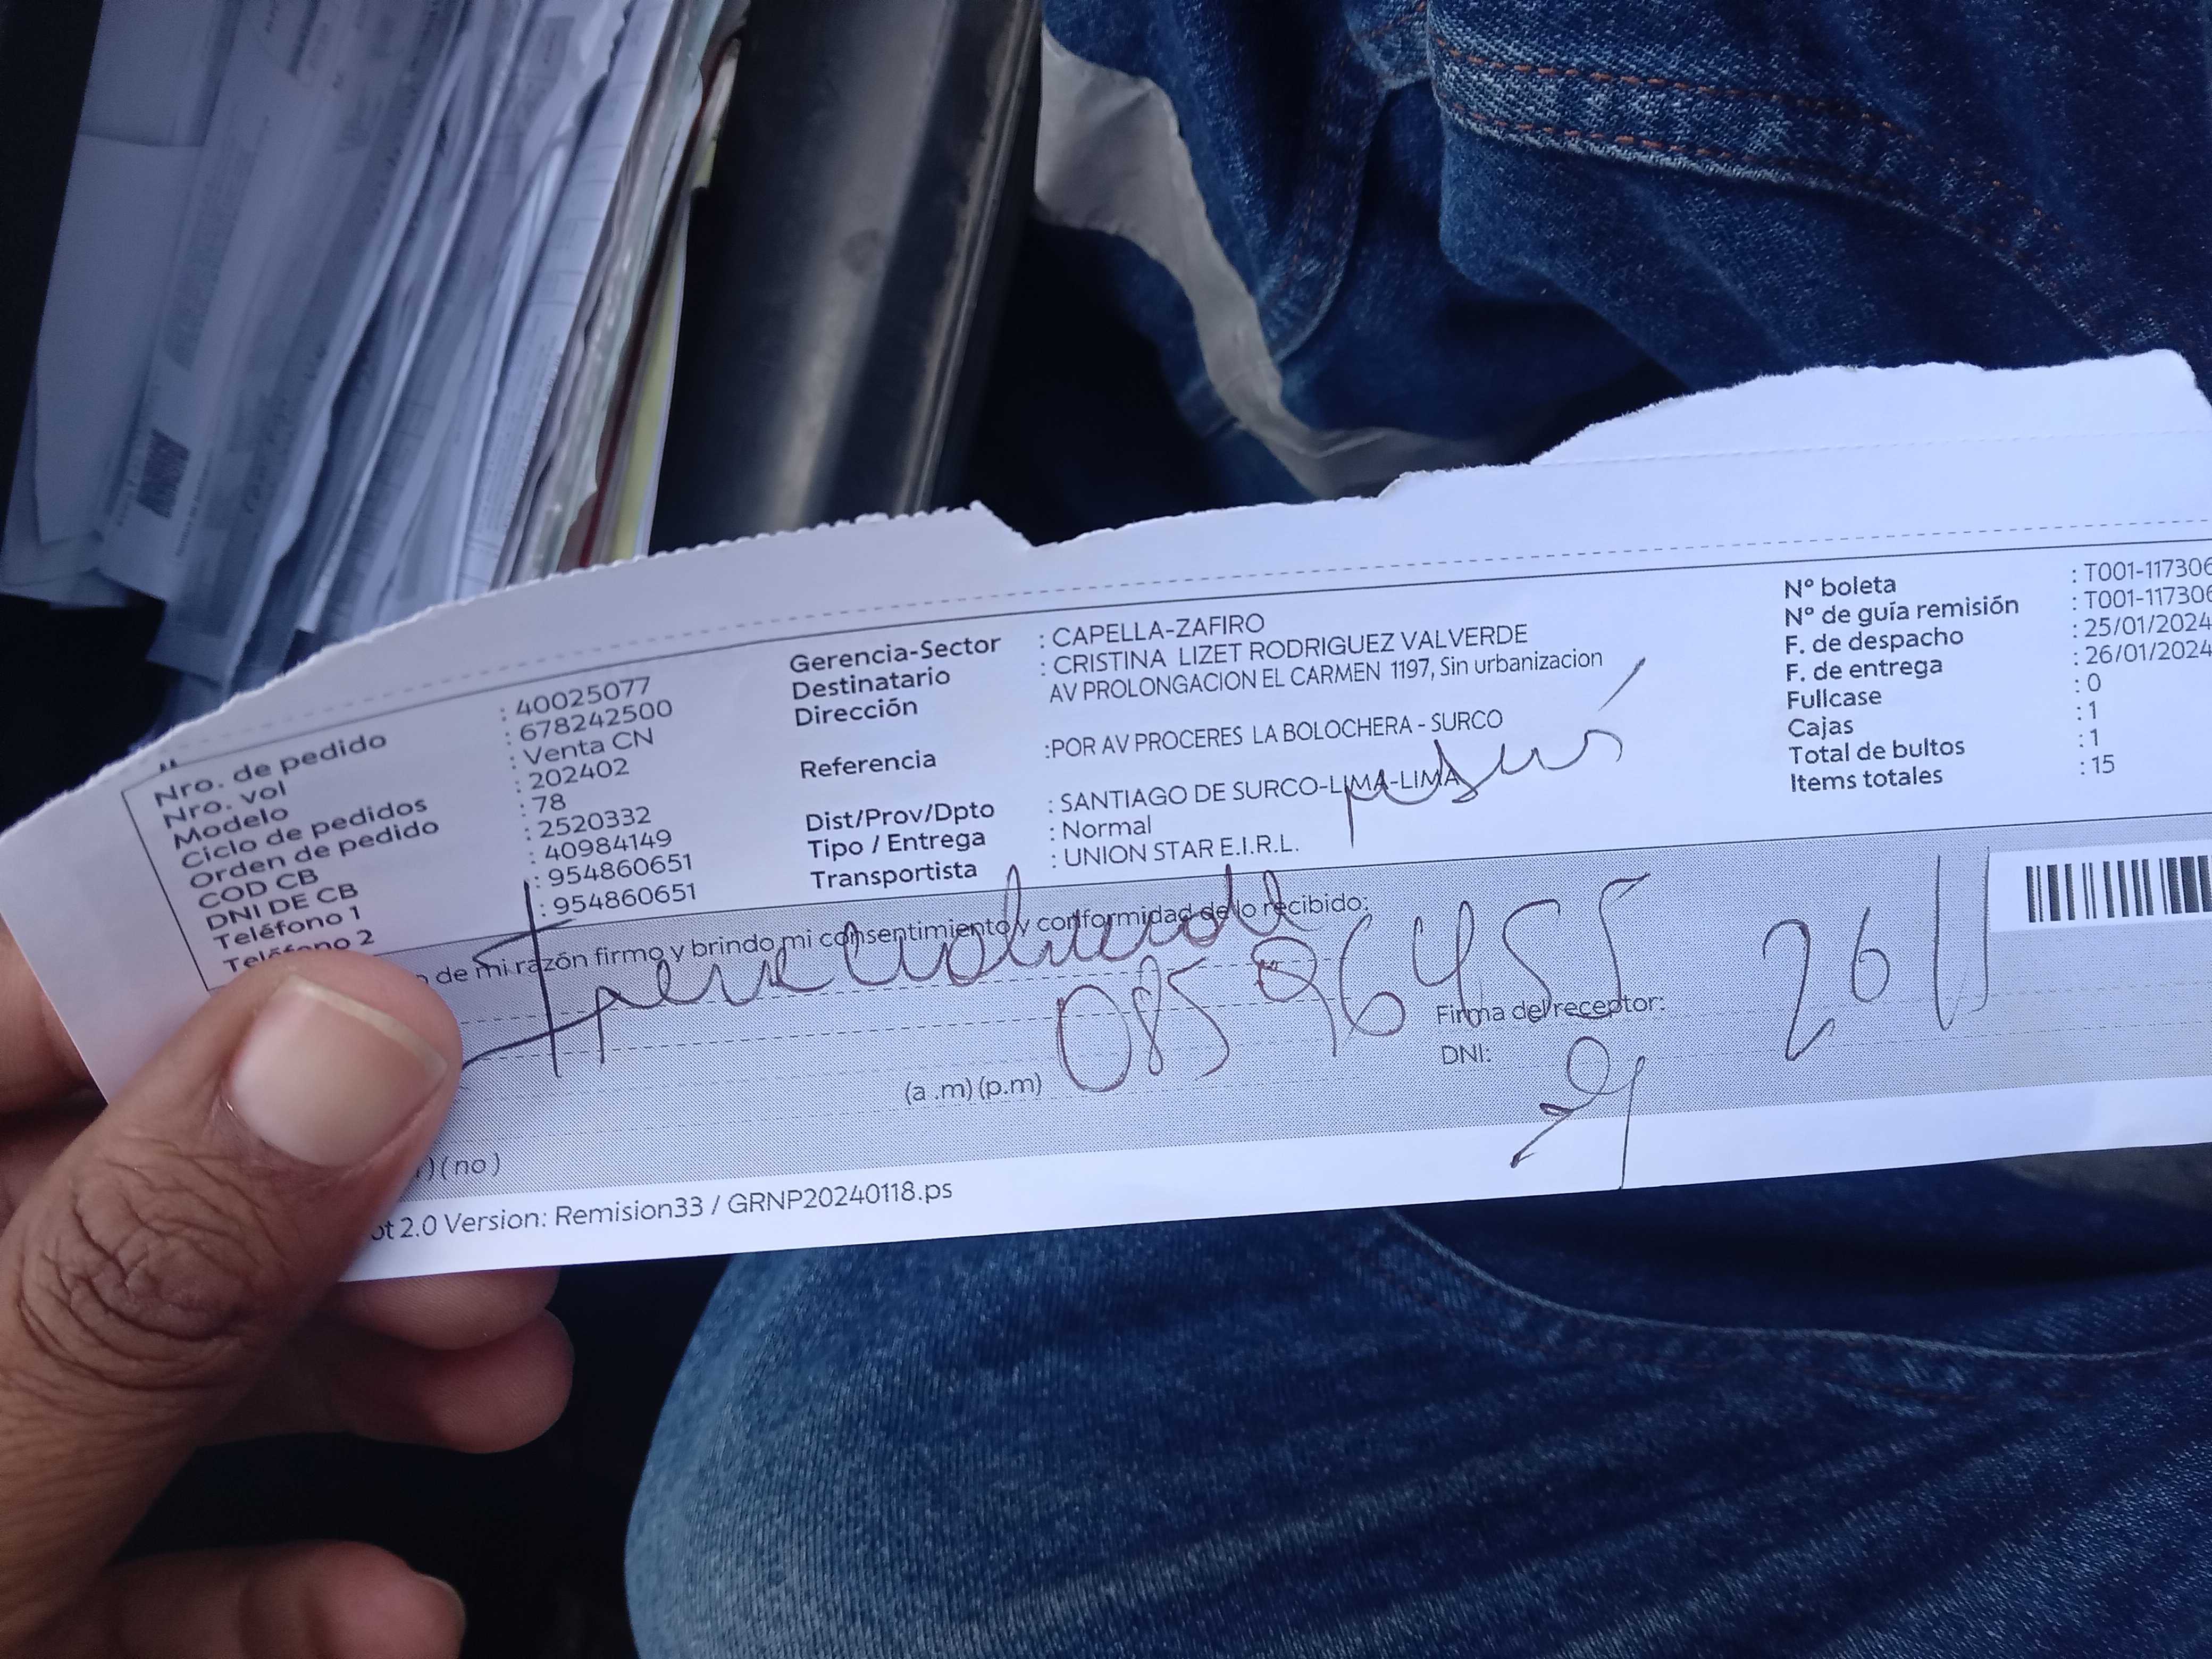 Nro. de pedido : 40025077
Nro. vol : 678242500
Modelo : Venta CN
Ciclo de pedidos : 202402
Orden de pedido : 78
COD CB : 2520332
DNI DE CB : 40984149
Teléfono 1 : 954860651
Teléfono 2 : 954860651
Gerencia-Sector : CAPELLA-ZAFIRO
Destinatario : CRISTINA LIZET RODRIGUEZ VALVERDE
Dirección AV PROLONGACION EL CARMEN 1197, Sin urbanizacion
Referencia :POR AV PROCERES LA BOLOCHERA - SURCO
Dist/Prov/Dpto : SANTIAGO DE SURCO-LIMA-LIMA
Tipo / Entrega : Normal
Transportista : UNION STAR E.I.R.L.
Nº boleta : T001-117306
Nº de guía remisión : T001-117306
F. de despacho : 25/01/2024
F. de entrega : 26/01/2024
Fullcase : 0
Cajas : 1
Total de bultos : 1
Items totales : 15
de mi razón firmo y brindo mi consentimiento y conformidad de lo recibido:
08596455
261
(a .m) (p.m)
Firma del receptor:
DNI:
) ( no )
ot 2.0 Version: Remision33 / GRNP20240118.ps